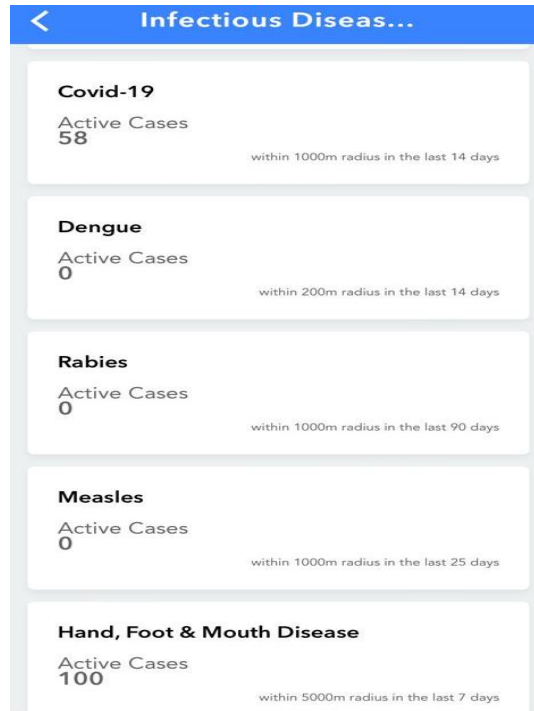 Infectious Diseas...
Covid-19
Active Cases
58
within 1000m radius in the last 14 days
Dengue
Active Cases
0
within 200m radius in the last 14 days
Rabies
Active Cases
0
within 1000m radius in the last 90 days
Measles
Active Cases
0
within 1000m radius in the last 25 days
Hand, Foot & Mouth Disease
Active Cases
100
within 5000m radius in the last 7 days